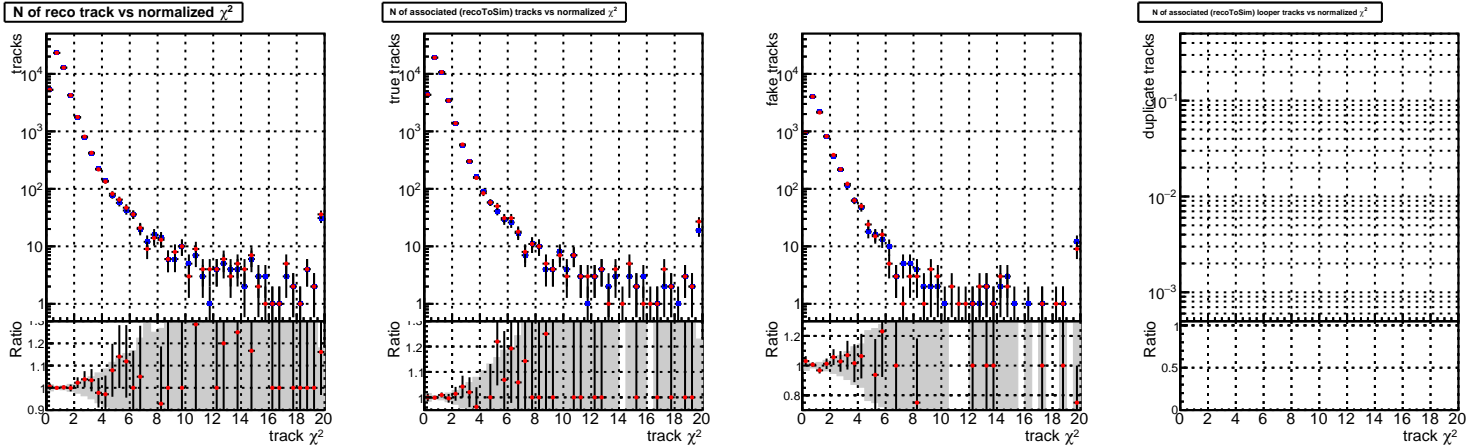 N of reco track vs normalized χ²
tracks
10⁴
10³
10²
10
1
Ratio
1.3
1.2
1.1
1.0
0.9
0 2 4 6 8 10 12 14 16 18 20
track χ²
N of associated (recoToSim) tracks vs normalized χ²
true tracks
10⁴
10³
10²
10
1
Ratio
1.2
1.1
1.0
0 2 4 6 8 10 12 14 16 18 20
track χ²
fake tracks
10⁴
10³
10²
10
1
Ratio
1.2
1.0
0.8
0 2 4 6 8 10 12 14 16 18 20
track χ²
N of associated (recoToSim) looper tracks vs normalized χ²
duplicate tracks
10⁻¹
10⁻²
10⁻³
Ratio
1
0.5
0
0 2 4 6 8 10 12 14 16 18 20
track χ²